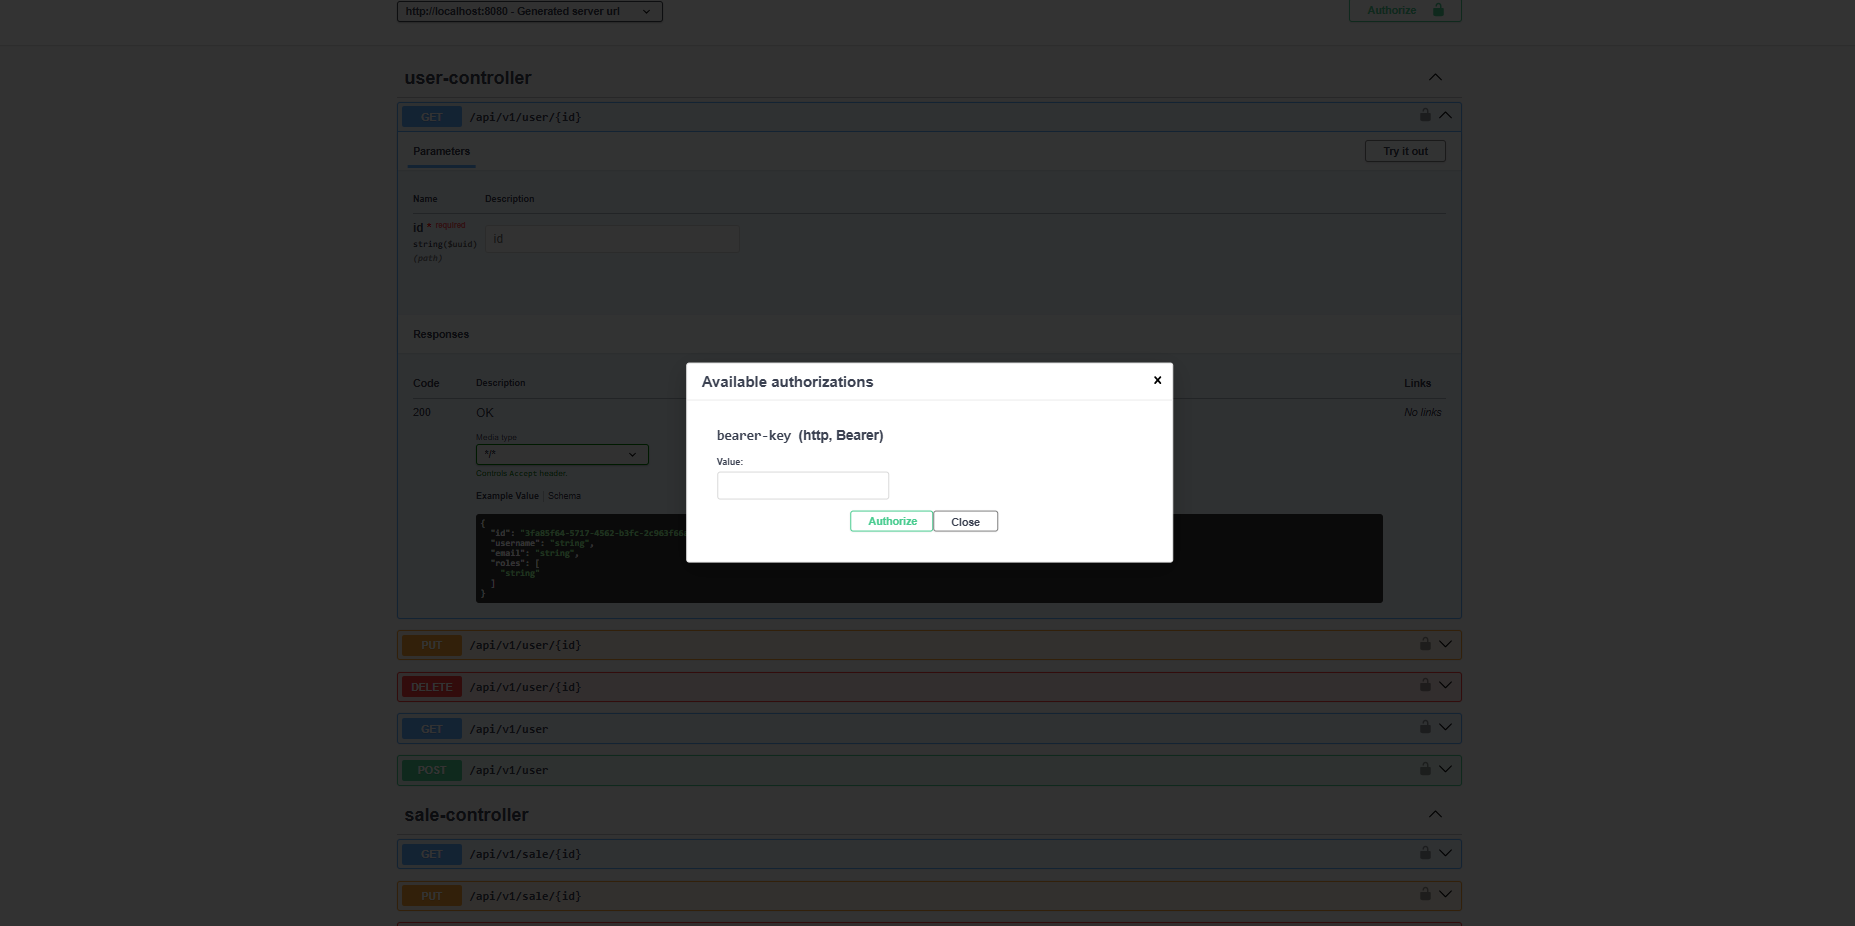 http://localhost:8080 - Generated server url
Authorize
user-controller
GET /api/v1/user/{id}
Parameters
Try it out
Name Description
id * required
string($uuid)
(path)
id
Responses
Code Description Links
200 OK No links
Media type
*/*
Controls Accept header.
Example Value | Schema
{
"id": "3fa85f64-5717-4562-b3fc-2c963f66a
"username": "string",
"email": "string",
"roles": [
"string"
]
}
Available authorizations
×
bearer-key (http, Bearer)
Value:
Authorize Close
PUT /api/v1/user/{id}
DELETE /api/v1/user/{id}
GET /api/v1/user
POST /api/v1/user
sale-controller
GET /api/v1/sale/{id}
PUT /api/v1/sale/{id}